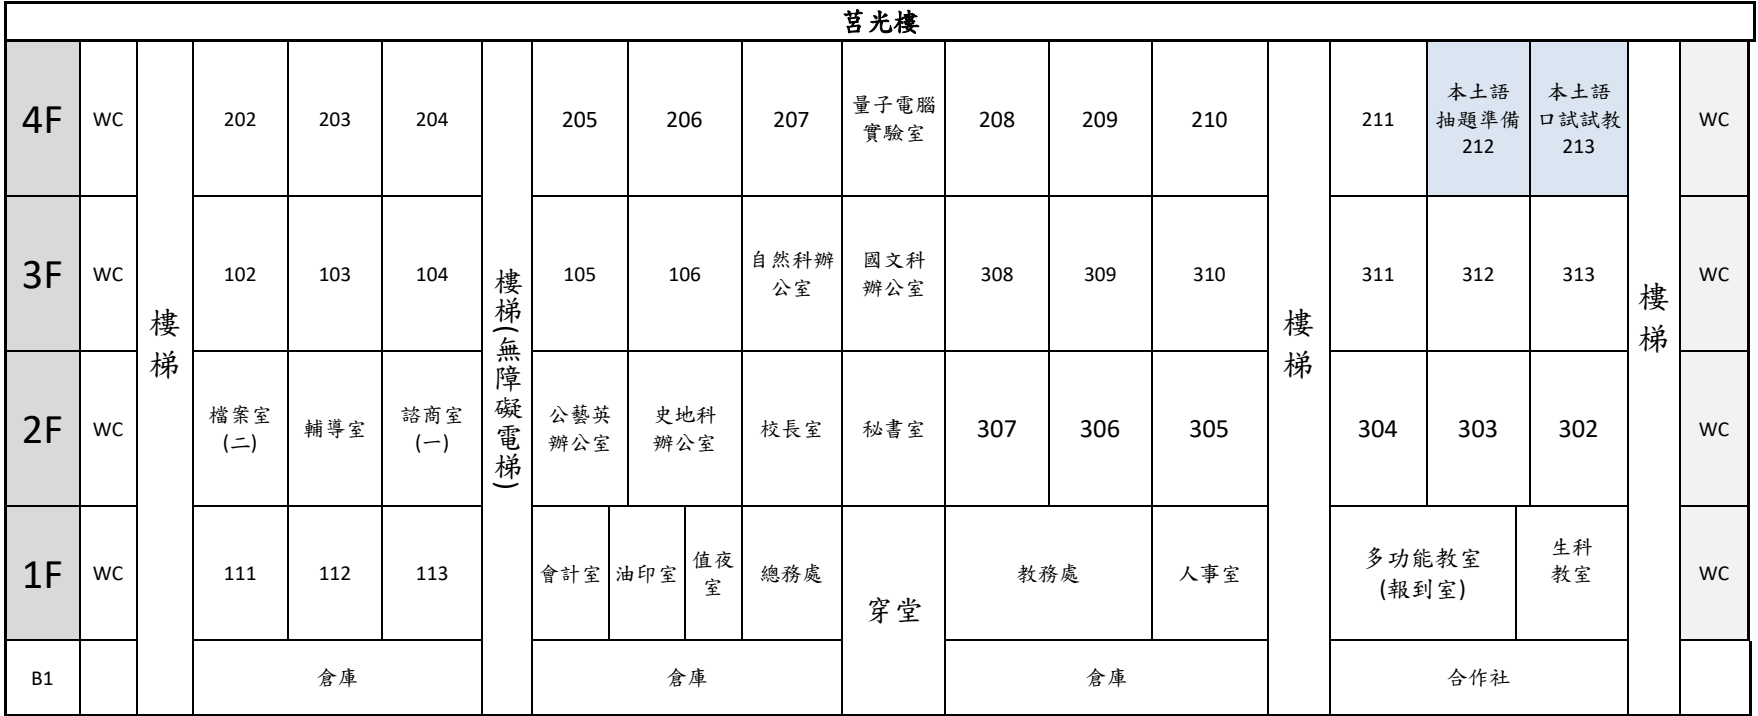 莒光樓
4F WC 202 203 204 205 206 207 量子電腦 208 209 210 211 本土語 本土語 WC
實驗室 抽題準備 口試試教
212 213
3F WC 102 103 104 105 106 自然科辦 國文科 308 309 310 311 312 313 WC
公室 辦公室
樓梯
樓梯(無障礙電梯)
樓梯
樓梯
2F WC 檔案室 輔導室 諮商室 公藝英 史地科 校長室 秘書室 307 306 305 304 303 302 WC
(二) (一) 辦公室 辦公室
1F WC 111 112 113 會計室 油印室 值夜 總務處 穿堂 教務處 人事室 多功能教室 生科 WC
室 (報到室) 教室
B1 倉庫 倉庫 倉庫 合作社